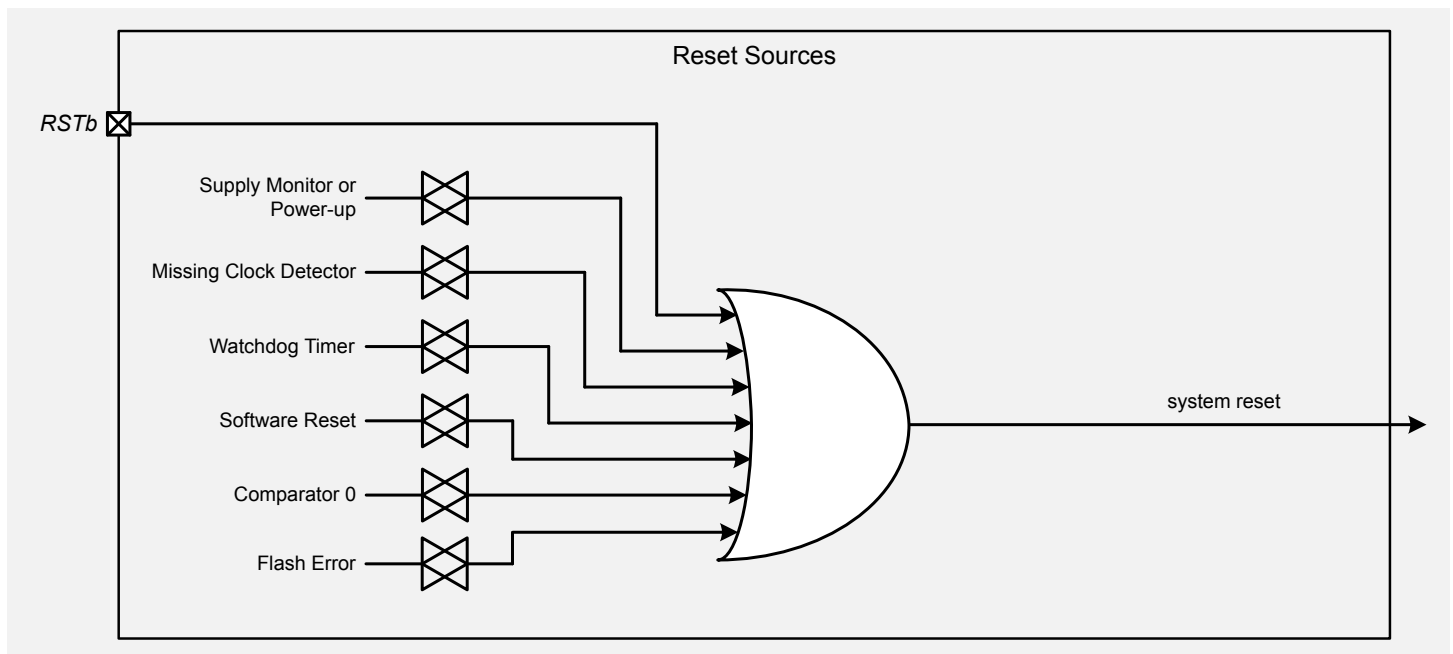 Reset Sources
RSTb
Supply Monitor or
Power-up
Missing Clock Detector
Watchdog Timer
Software Reset
Comparator 0
Flash Error
system reset